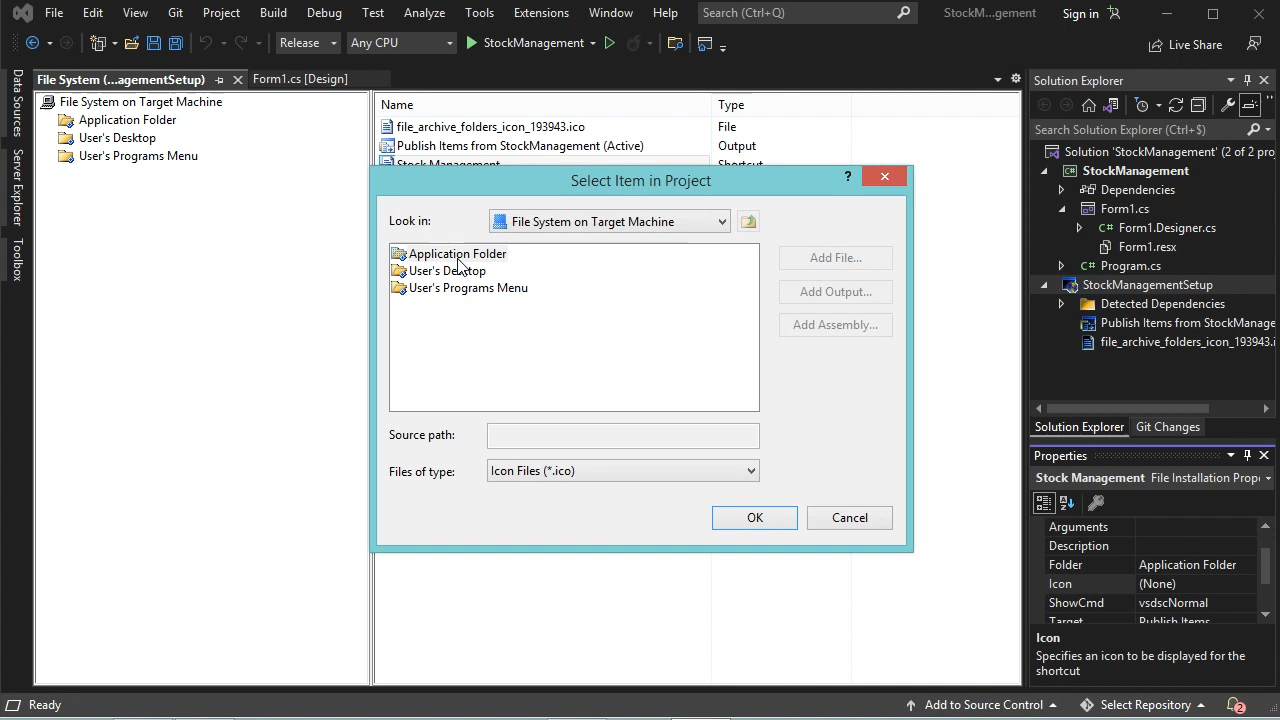 File Edit View Git Project Build Debug Test Analyze Tools Extensions Window Help Search (Ctrl+Q) StockM...gement Sign in
Release Any CPU StockManagement Live Share
File System (...agementSetup) Form1.cs [Design]
Data Sources
Server Explorer
Toolbox
File System on Target Machine
Application Folder
User's Desktop
User's Programs Menu
Name Type
file_archive_folders_icon_193943.ico File
Publish Items from StockManagement (Active) Output
Stock Management Shortcut
Select Item in Project
?
Look in: File System on Target Machine
Application Folder
User's Desktop
User's Programs Menu
Add File...
Add Output...
Add Assembly...
Source path:
Files of type: Icon Files (*.ico)
OK Cancel
Solution Explorer
Search Solution Explorer (Ctrl+$)
Solution 'StockManagement' (2 of 2 pro
StockManagement
Dependencies
Form1.cs
C# Form1.Designer.cs
Form1.resx
C# Program.cs
StockManagementSetup
Detected Dependencies
Publish Items from StockManage
file_archive_folders_icon_193943.i
Solution Explorer Git Changes
Properties
Stock Management File Installation Prop
Arguments
Description
Folder Application Folder
Icon (None)
ShowCmd vsdscNormal
Target Publish Items
Icon
Specifies an icon to be displayed for the
shortcut
Ready Add to Source Control Select Repository 2